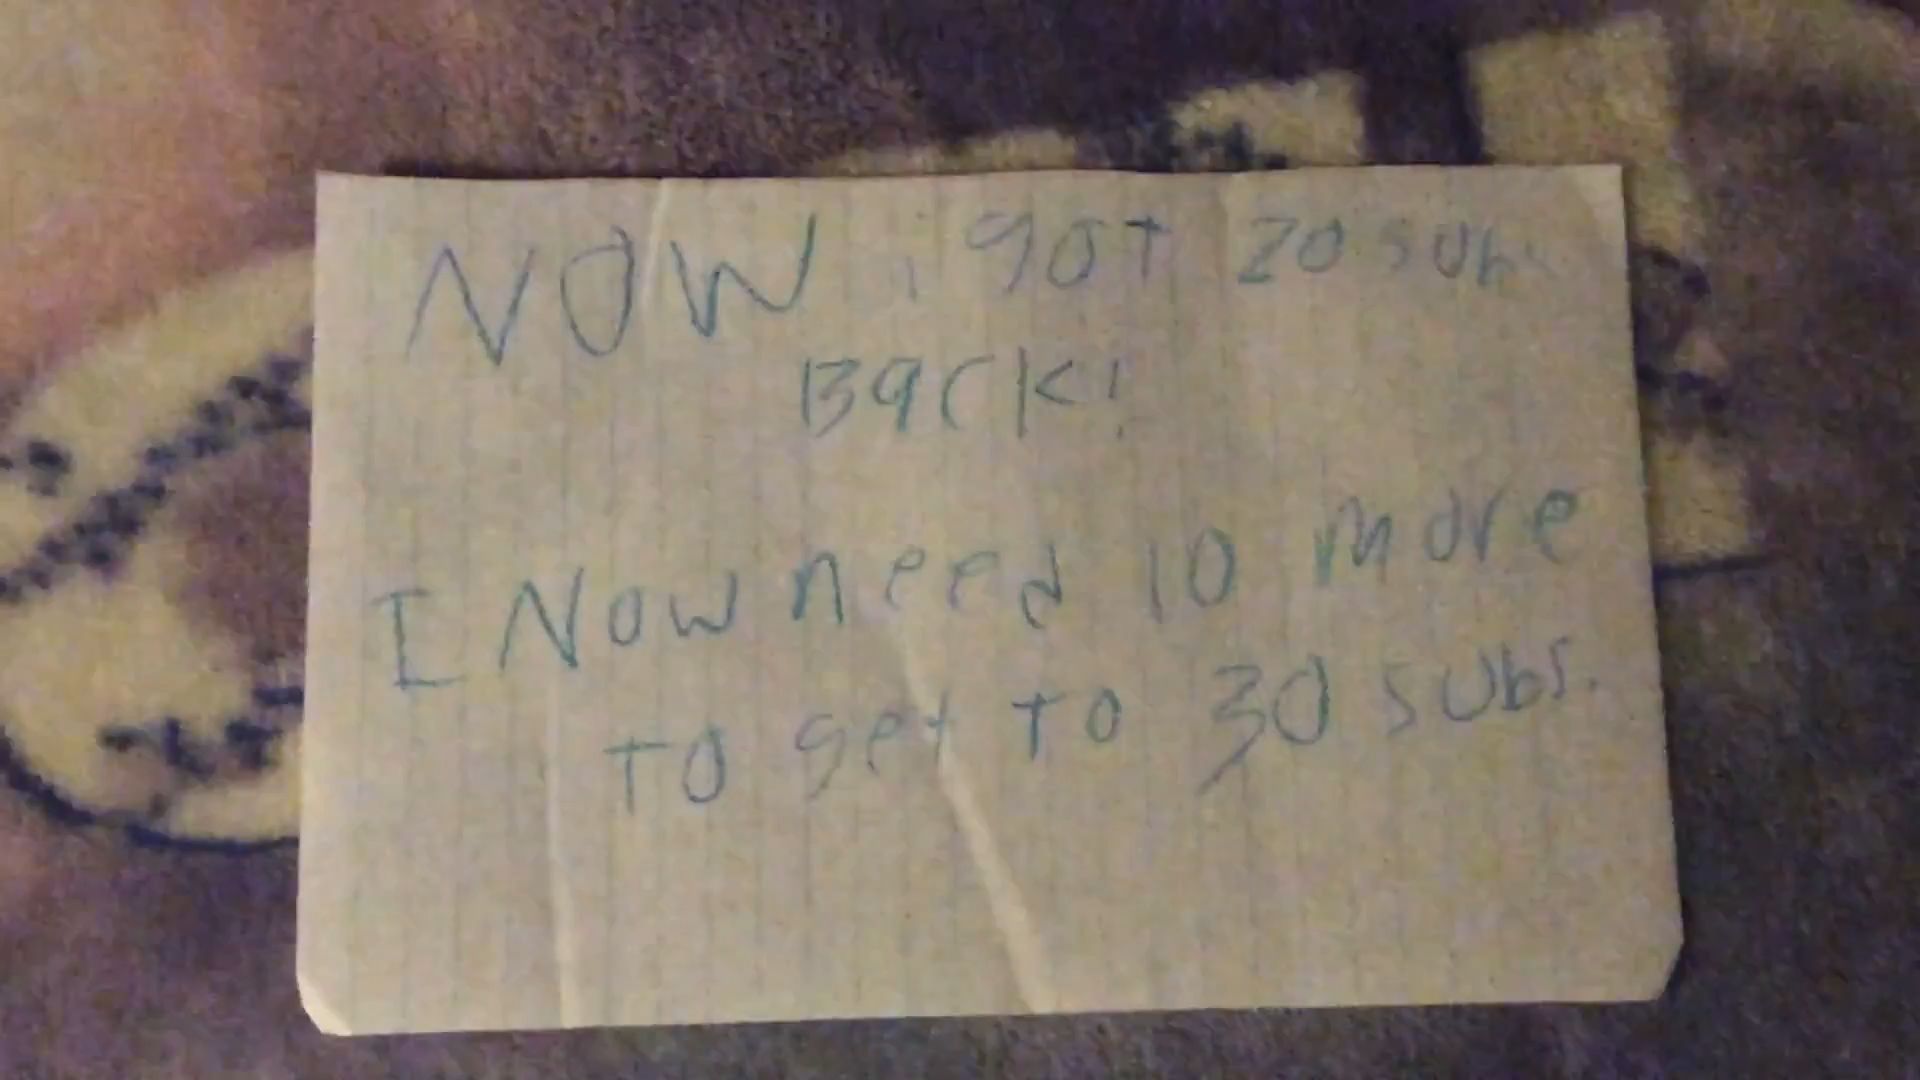 NOW i got 20 subs
BaCK!
I Now need 10 more
TO get TO 30 subs.